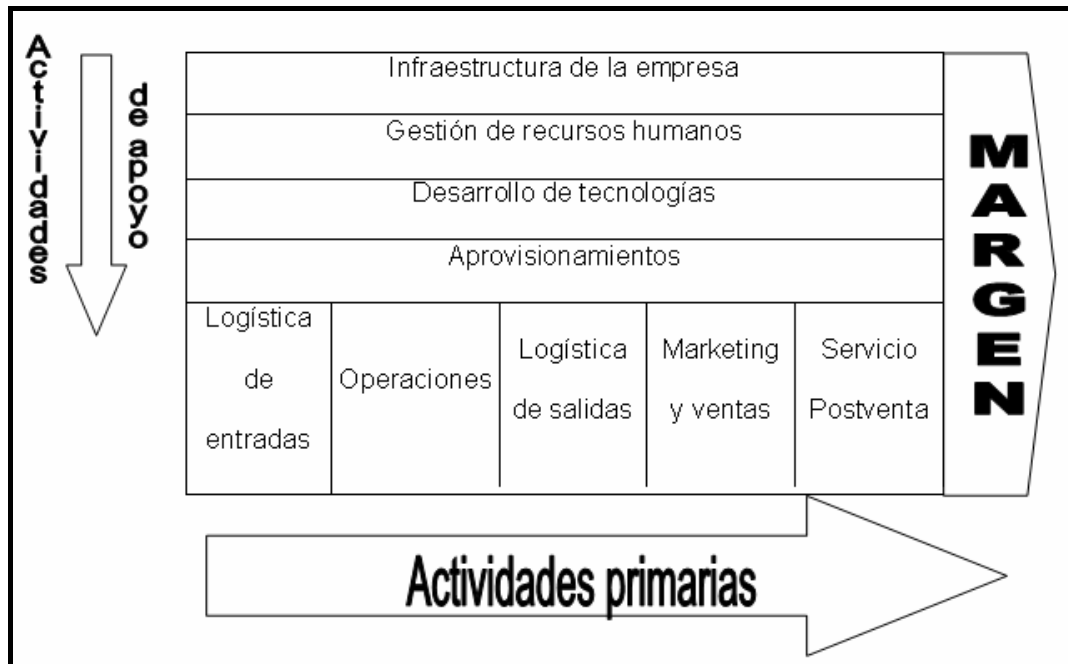 Actividades
de apoyo
Infraestructura de la empresa
Gestión de recursos humanos
Desarrollo de tecnologías
Aprovisionamientos
Logística
de
entradas
Operaciones
Logística
de salidas
Marketing
y ventas
Servicio
Postventa
MARGEN
Actividades primarias